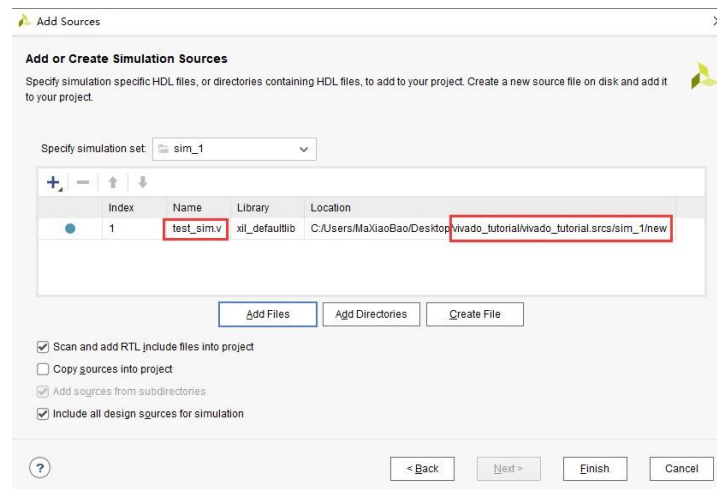 Add Sources
Add or Create Simulation Sources
Specify simulation specific HDL files, or directories containing HDL files, to add to your project. Create a new source file on disk and add it
to your project.
Specify simulation set: sim_1
Index Name Library Location
1 test_sim.v xil_defaultlib C:/Users/MaXiaoBao/Desktop/vivado_tutorial/vivado_tutorial.srcs/sim_1/new
Add Files Add Directories Create File
Scan and add RTL include files into project
Copy sources into project
Add sources from subdirectories
Include all design sources for simulation
? < Back Next > Finish Cancel